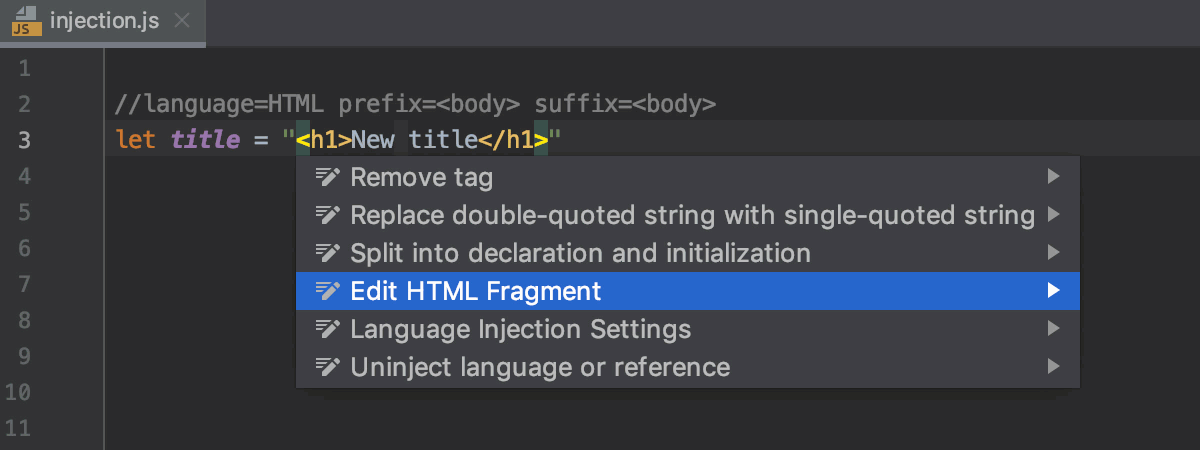 JS injection.js
1
2 //language=HTML prefix=<body> suffix=<body>
3 let title = "<h1>New title</h1>"
4 Remove tag
5 Replace double-quoted string with single-quoted string
6 Split into declaration and initialization
7 Edit HTML Fragment
8 Language Injection Settings
9 Uninject language or reference
10
11